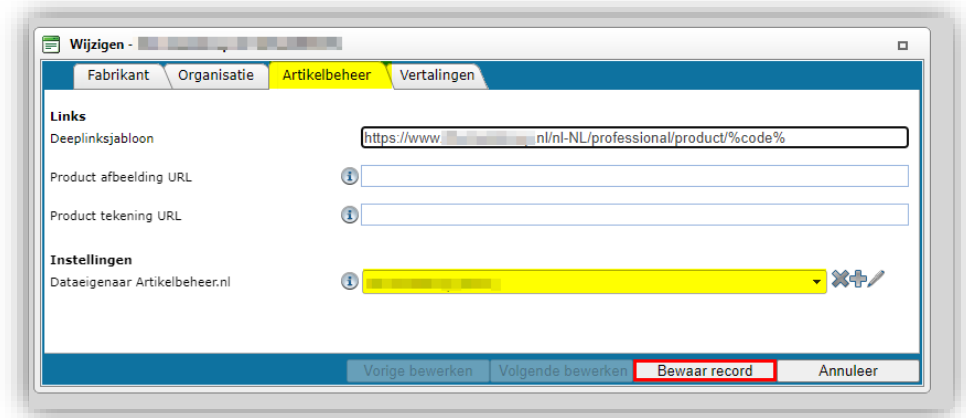 Wijzigen -
Fabrikant Organisatie Artikelbeheer Vertalingen
Links
Deeplinksjabloon https://www. nl/nl-NL/professional/product/%code%
Product afbeelding URL
Product tekening URL
Instellingen
Dataeigenaar Artikelbeheer.nl
Vorige bewerken Volgende bewerken Bewaar record Annuleer